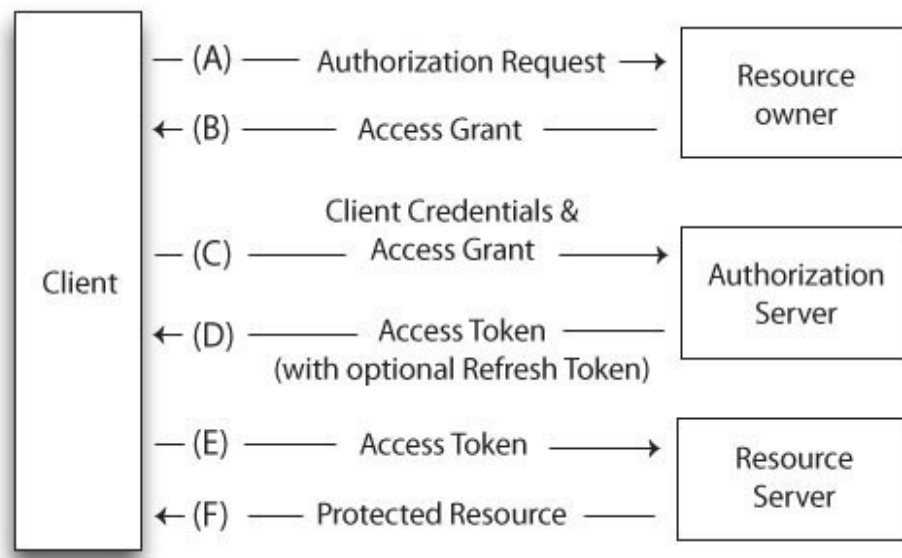 (A) Authorization Request
Resource
owner
(B) Access Grant
Client Credentials &
(C) Access Grant
Client
Authorization
Server
(D) Access Token
(with optional Refresh Token)
(E) Access Token
Resource
Server
(F) Protected Resource